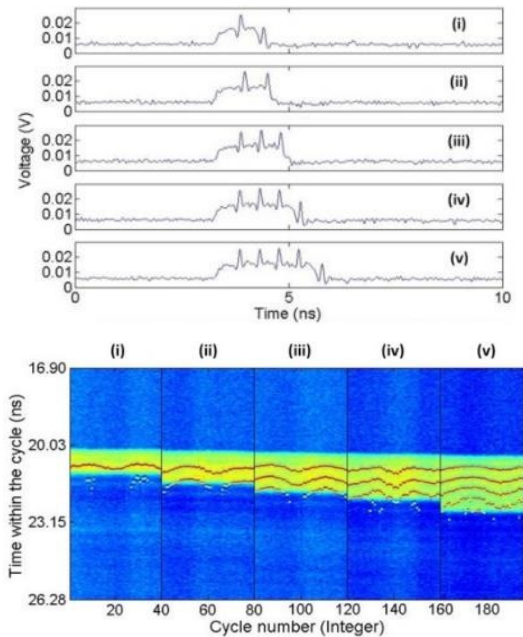 0.02
0.01
0
(i)
0.02
0.01
0
(ii)
0.02
0.01
0
(iii)
0.02
0.01
0
(iv)
0.02
0.01
0
(v)
Voltage (V)
0 5 10
Time (ns)
(i) (ii) (iii) (iv) (v)
16.90
20.03
23.15
26.28
Time within the cycle (ns)
20 40 60 80 100 120 140 160 180
Cycle number (Integer)